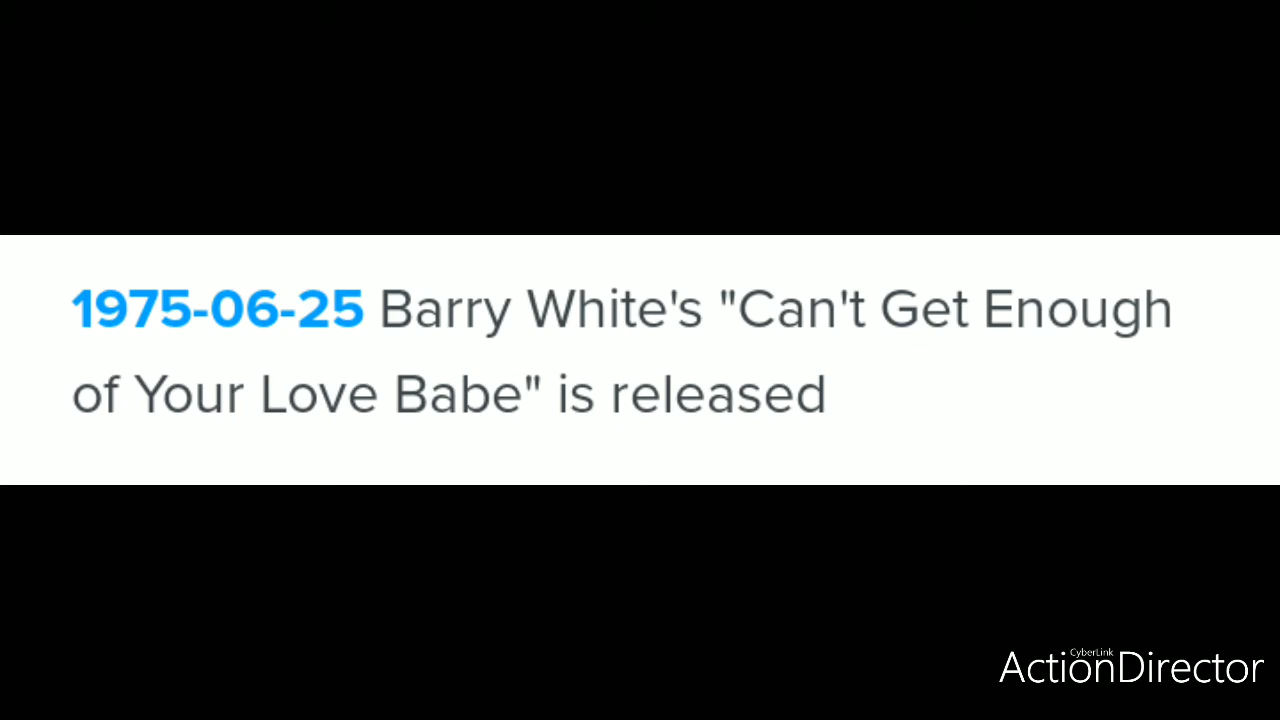 1975-06-25 Barry White's "Can't Get Enough
of Your Love Babe" is released
CyberLink
ActionDirector